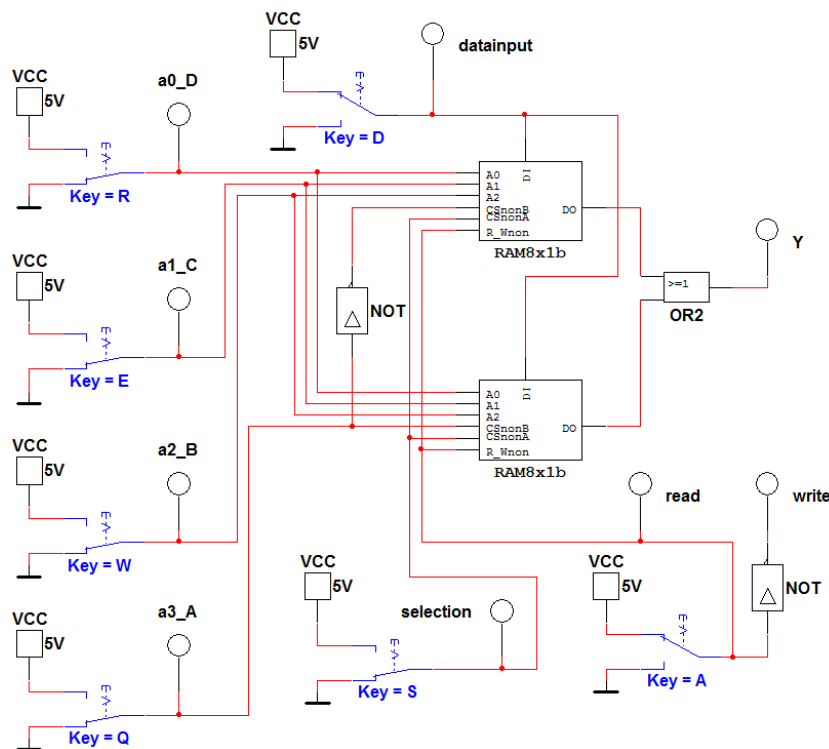 VCC
5V
datainput
Key = D
VCC
5V
a0_D
Key = R
A0
A1
A2
CSnonB
CSnonA
R_Wnon
DI
DO
RAM8x1b
VCC
5V
a1_C
Key = E
NOT
>=1
OR2
Y
A0
A1
A2
CSnonB
CSnonA
R_Wnon
DI
DO
RAM8x1b
VCC
5V
a2_B
Key = W
read
write
NOT
VCC
5V
selection
Key = S
VCC
5V
Key = A
VCC
5V
a3_A
Key = Q